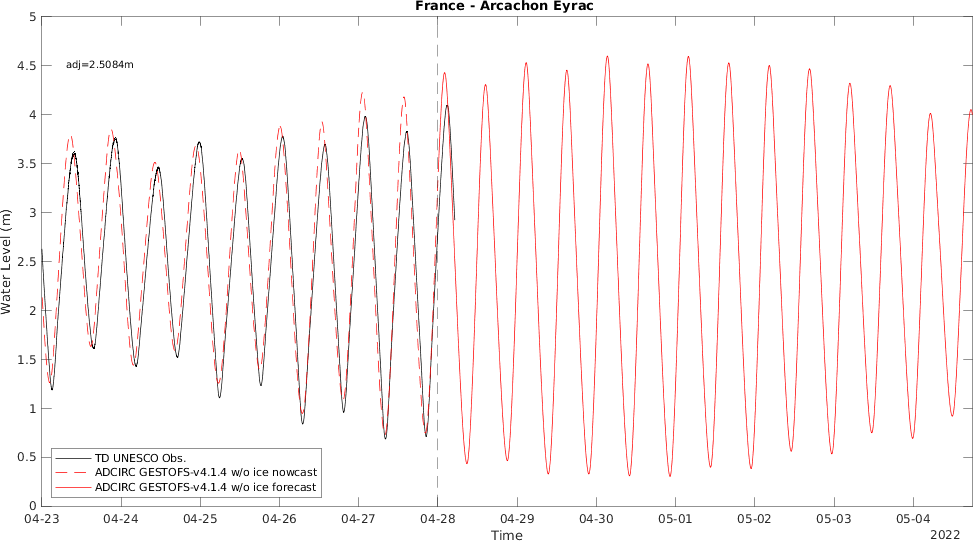 France - Arcachon Eyrac
adj=2.5084m
Water Level (m)
5
4.5
4
3.5
3
2.5
2
1.5
1
0.5
0
TD UNESCO Obs.
ADCIRC GESTOFS-v4.1.4 w/o ice nowcast
ADCIRC GESTOFS-v4.1.4 w/o ice forecast
04-23 04-24 04-25 04-26 04-27 04-28 04-29 04-30 05-01 05-02 05-03 05-04
Time
2022